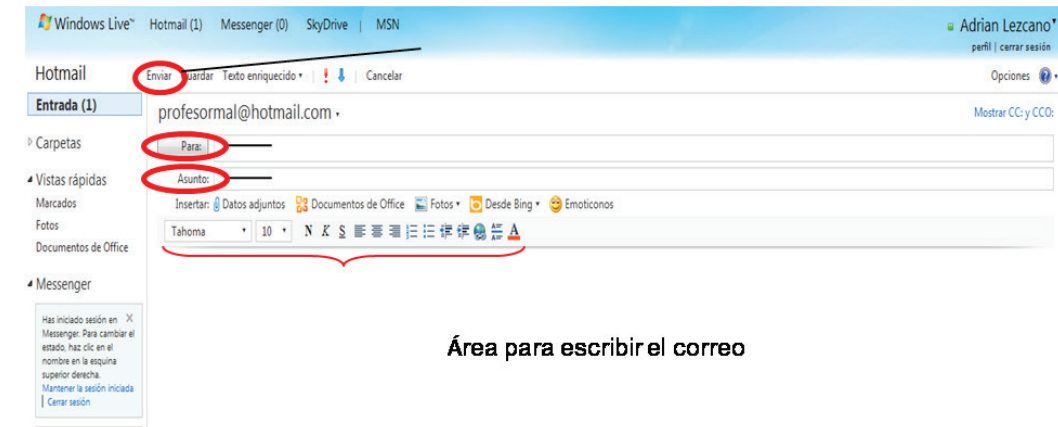 Windows Live™ Hotmail (1) Messenger (0) SkyDrive | MSN Adrian Lezcano
perfil | cerrar sesión
Hotmail Enviar Guardar Texto enriquecido Cancelar Opciones
Entrada (1)
profesormal@hotmail.com Mostrar CC: y CCO:
Carpetas Para:
Vistas rápidas Asunto:
Marcados Insertar: Datos adjuntos Documentos de Office Fotos Desde Bing Emoticonos
Fotos Tahoma 10 N K S A
Documentos de Office
Messenger
Has iniciado sesión en X
Messenger. Para cambiar el
estado, haz clic en el
nombre en la esquina
superior derecha.
Mantener la sesión iniciada
| Cerrar sesión
Área para escribir el correo